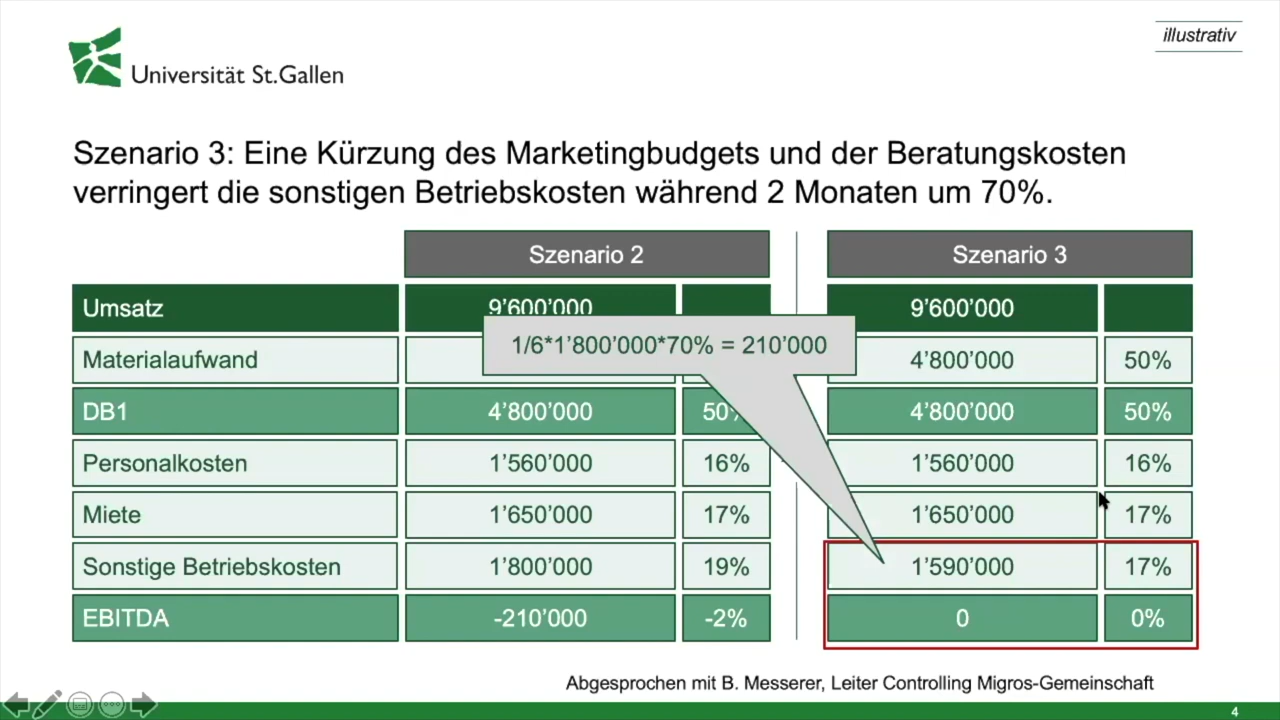 illustrativ
Universität St.Gallen
Szenario 3: Eine Kürzung des Marketingbudgets und der Beratungskosten
verringert die sonstigen Betriebskosten während 2 Monaten um 70%.
Szenario 2 Szenario 3
Umsatz 9’600’000 9’600’000
1/6*1’800’000*70% = 210’000
Materialaufwand 4’800’000 50%
DB1 4’800’000 50% 4’800’000 50%
Personalkosten 1’560’000 16% 1’560’000 16%
Miete 1’650’000 17% 1’650’000 17%
Sonstige Betriebskosten 1’800’000 19% 1’590’000 17%
EBITDA -210’000 -2% 0 0%
Abgesprochen mit B. Messerer, Leiter Controlling Migros-Gemeinschaft
4